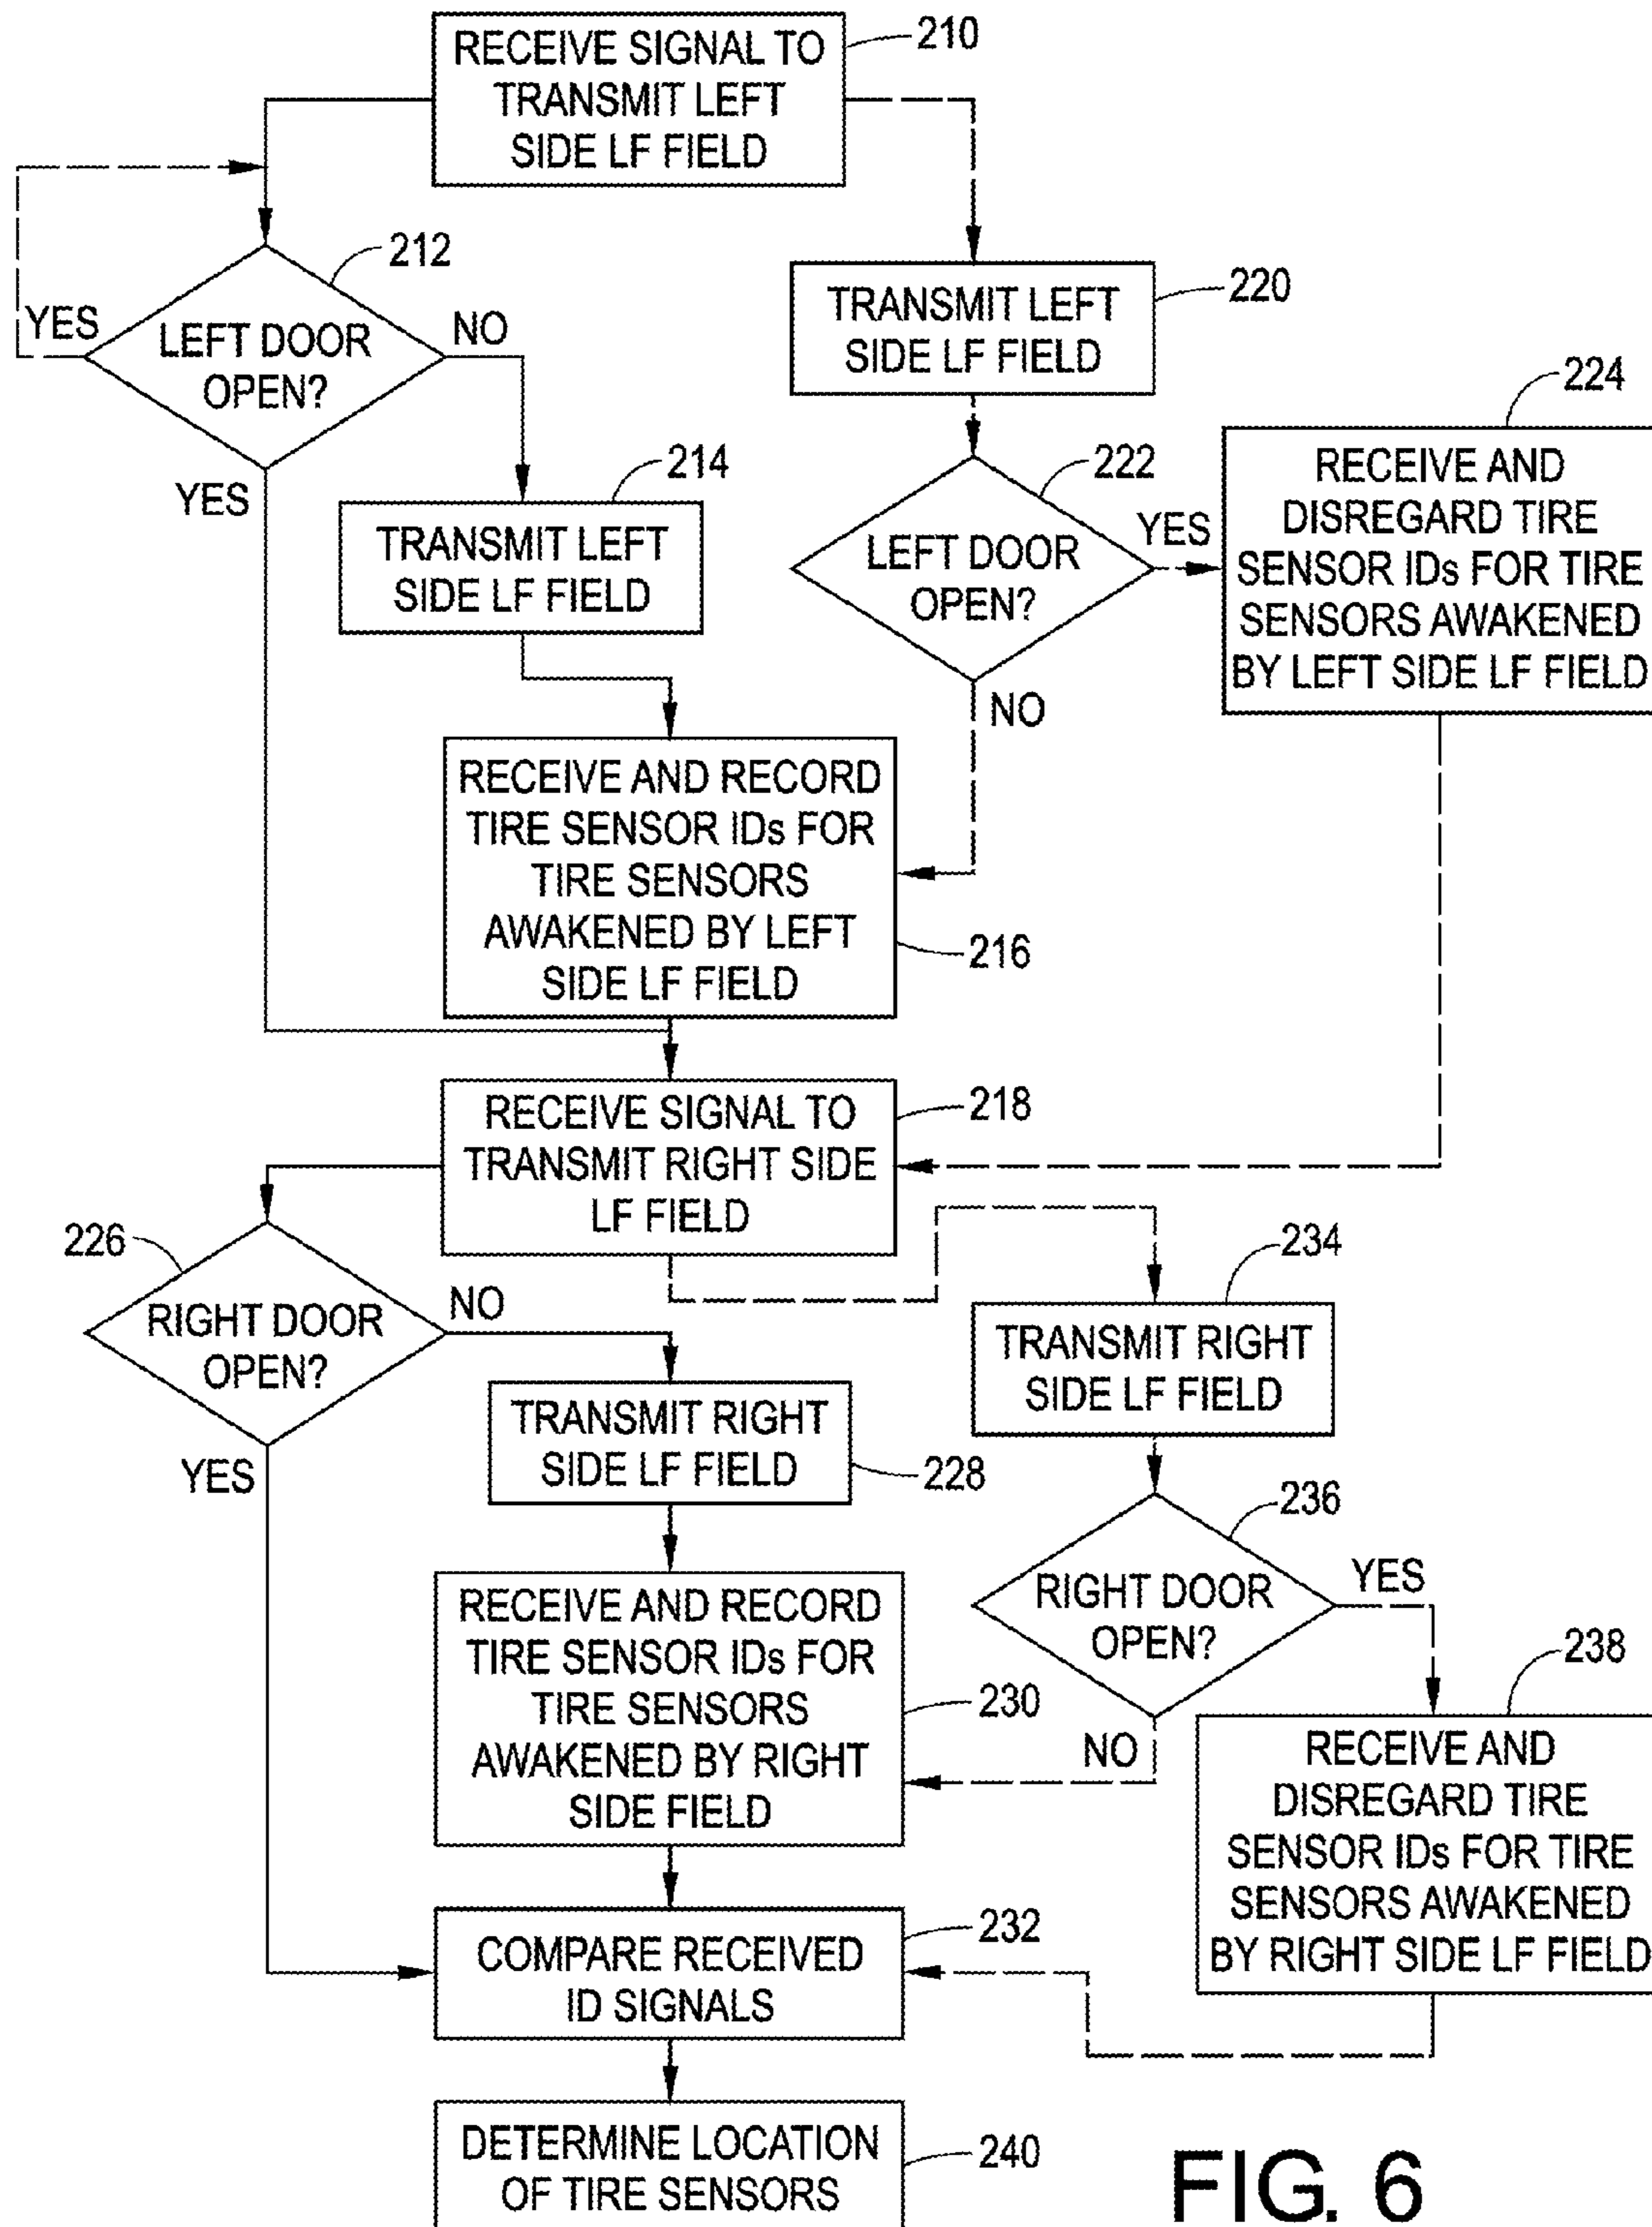 RECEIVE SIGNAL TO
TRANSMIT LEFT
SIDE LF FIELD
210
212
LEFT DOOR
OPEN?
YES
NO
YES
TRANSMIT LEFT
SIDE LF FIELD
220
TRANSMIT LEFT
SIDE LF FIELD
214
LEFT DOOR
OPEN?
222
YES
NO
224
RECEIVE AND
DISREGARD TIRE
SENSOR IDs FOR TIRE
SENSORS AWAKENED
BY LEFT SIDE LF FIELD
RECEIVE AND RECORD
TIRE SENSOR IDs FOR
TIRE SENSORS
AWAKENED BY LEFT
SIDE LF FIELD
216
RECEIVE SIGNAL TO
TRANSMIT RIGHT SIDE
LF FIELD
218
226
RIGHT DOOR
OPEN?
NO
YES
TRANSMIT RIGHT
SIDE LF FIELD
228
234
TRANSMIT RIGHT
SIDE LF FIELD
236
RIGHT DOOR
OPEN?
YES
NO
RECEIVE AND RECORD
TIRE SENSOR IDs FOR
TIRE SENSORS
AWAKENED BY RIGHT
SIDE FIELD
230
238
RECEIVE AND
DISREGARD TIRE
SENSOR IDs FOR TIRE
SENSORS AWAKENED
BY RIGHT SIDE LF FIELD
COMPARE RECEIVED
ID SIGNALS
232
DETERMINE LOCATION
OF TIRE SENSORS
240
FIG. 6